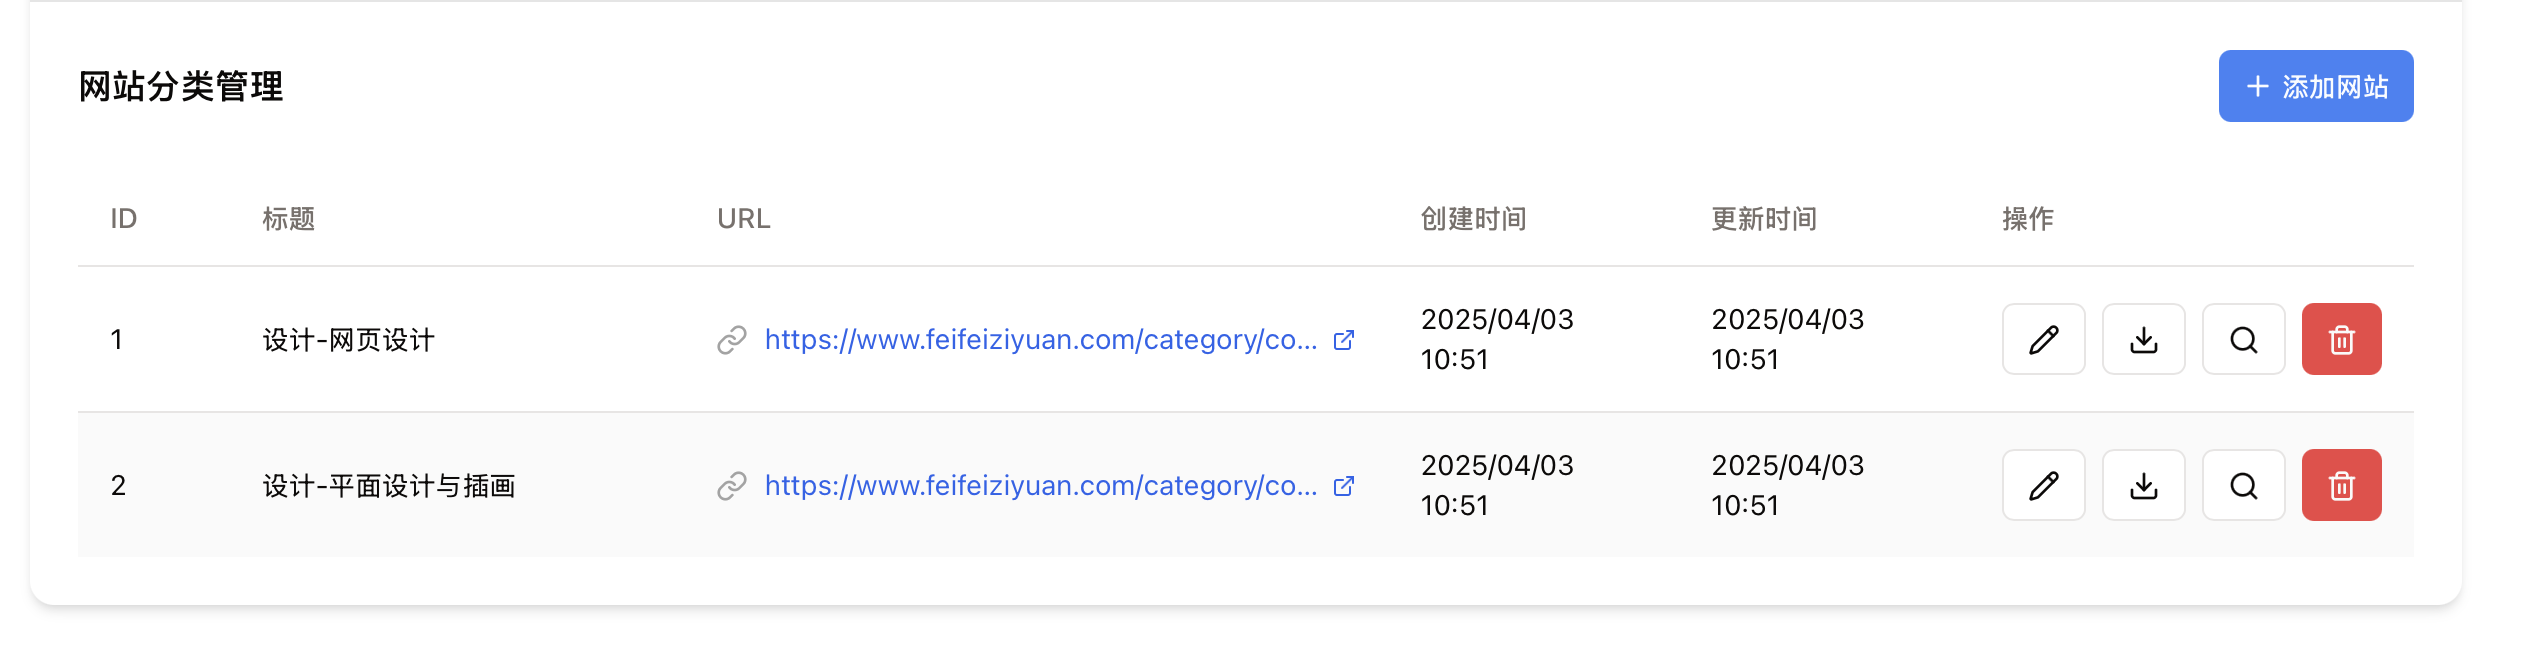 网站分类管理
添加网站
ID 标题 URL 创建时间 更新时间 操作
1 设计-网页设计 https://www.feifeiziyuan.com/category/co... 2025/04/03 10:51 2025/04/03 10:51
2 设计-平面设计与插画 https://www.feifeiziyuan.com/category/co... 2025/04/03 10:51 2025/04/03 10:51